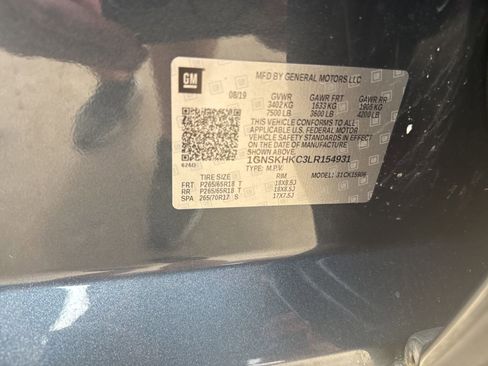 GM
MFD BY GENERAL MOTORS LLC
08/19 GVWR GAWR FRT GAWR RR
3402 KG 1633 KG 1905 KG
7500 LB 3600 LB 4200 LB
THIS VEHICLE CONFORMS TO ALL
APPLICABLE U.S. FEDERAL MOTOR
VEHICLE SAFETY STANDARDS IN EFFECT
ON THE DATE OF MANUFACTURE
SHOWN ABOVE.
1GNSKHKC3LR154931
TYPE: M.P.V. MODEL:
TIRE SIZE RIM
FRT P265/65R18 T 18X8.5J
RR P265/65R18 T 18X8.5J
SPA 265/70R17 S 17X7.5J